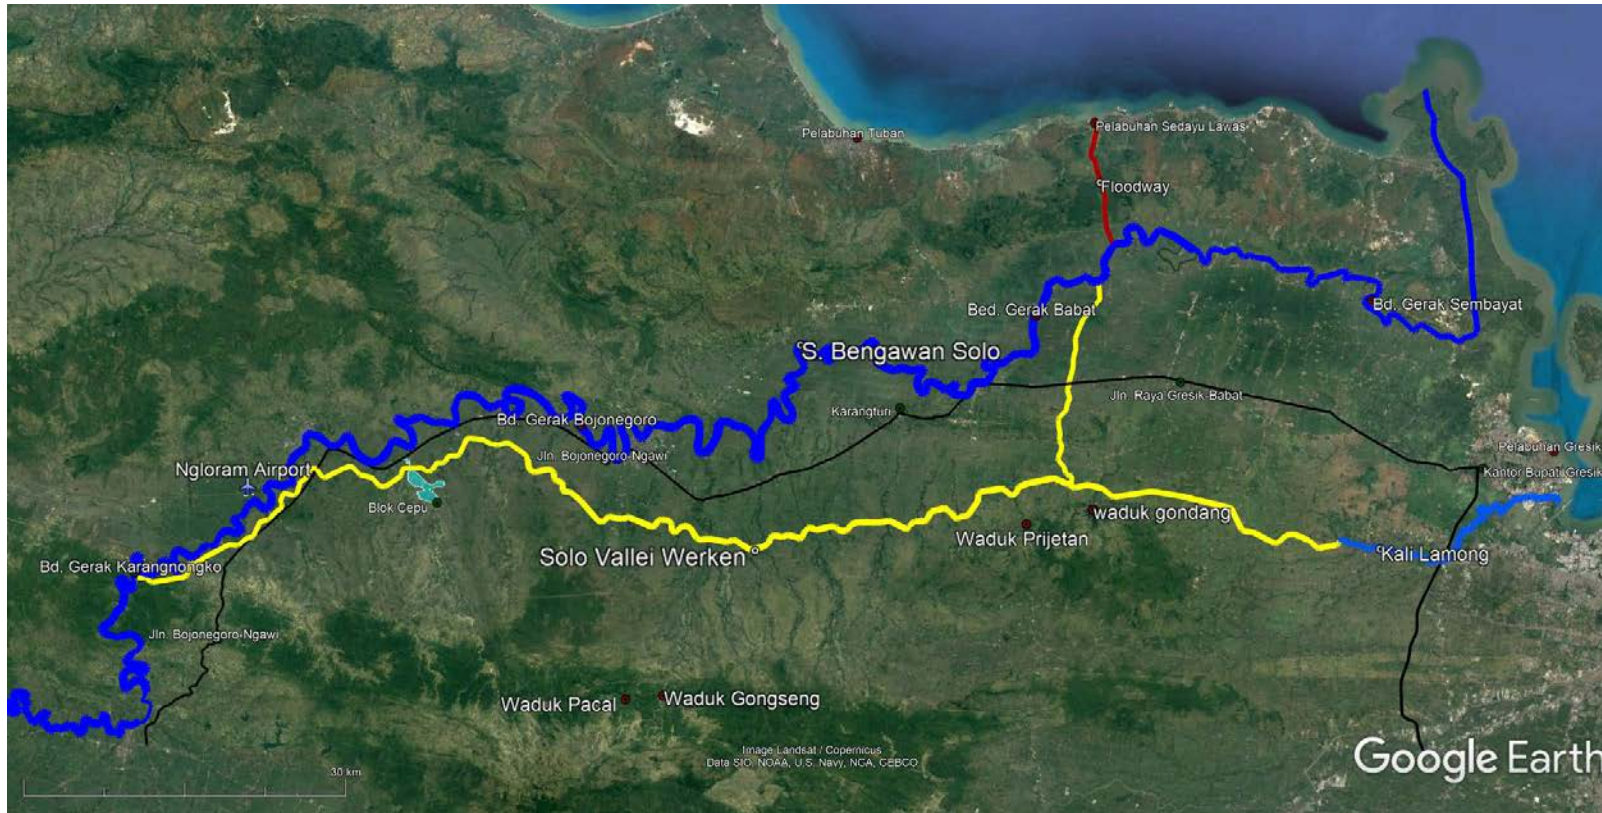 Pelabuhan Tuban
Pelabuhan Sedayu Lawas
Floodway
Bed. Gerak Babat
Bd. Gerak Sembayat
S. Bengawan Solo
Jln. Raya Gresik-Babat
Karangturi
Bd. Gerak Bojonegoro
Jln. Bojonegoro-Ngawi
Pelabuhan Gresik
Kantor Bupati Gresik
Ngloram Airport
Blok Cepu
waduk gondang
Waduk Prijetan
Solo Vallei Werken
Kali Lamong
Bd. Gerak Karangnongko
Jln. Bojonegoro-Ngawi
Waduk Pacal
Waduk Gongseng
Image Landsat / Copernicus
Data SIO, NOAA, U.S. Navy, NGA, GEBCO
Google Earth
30 km